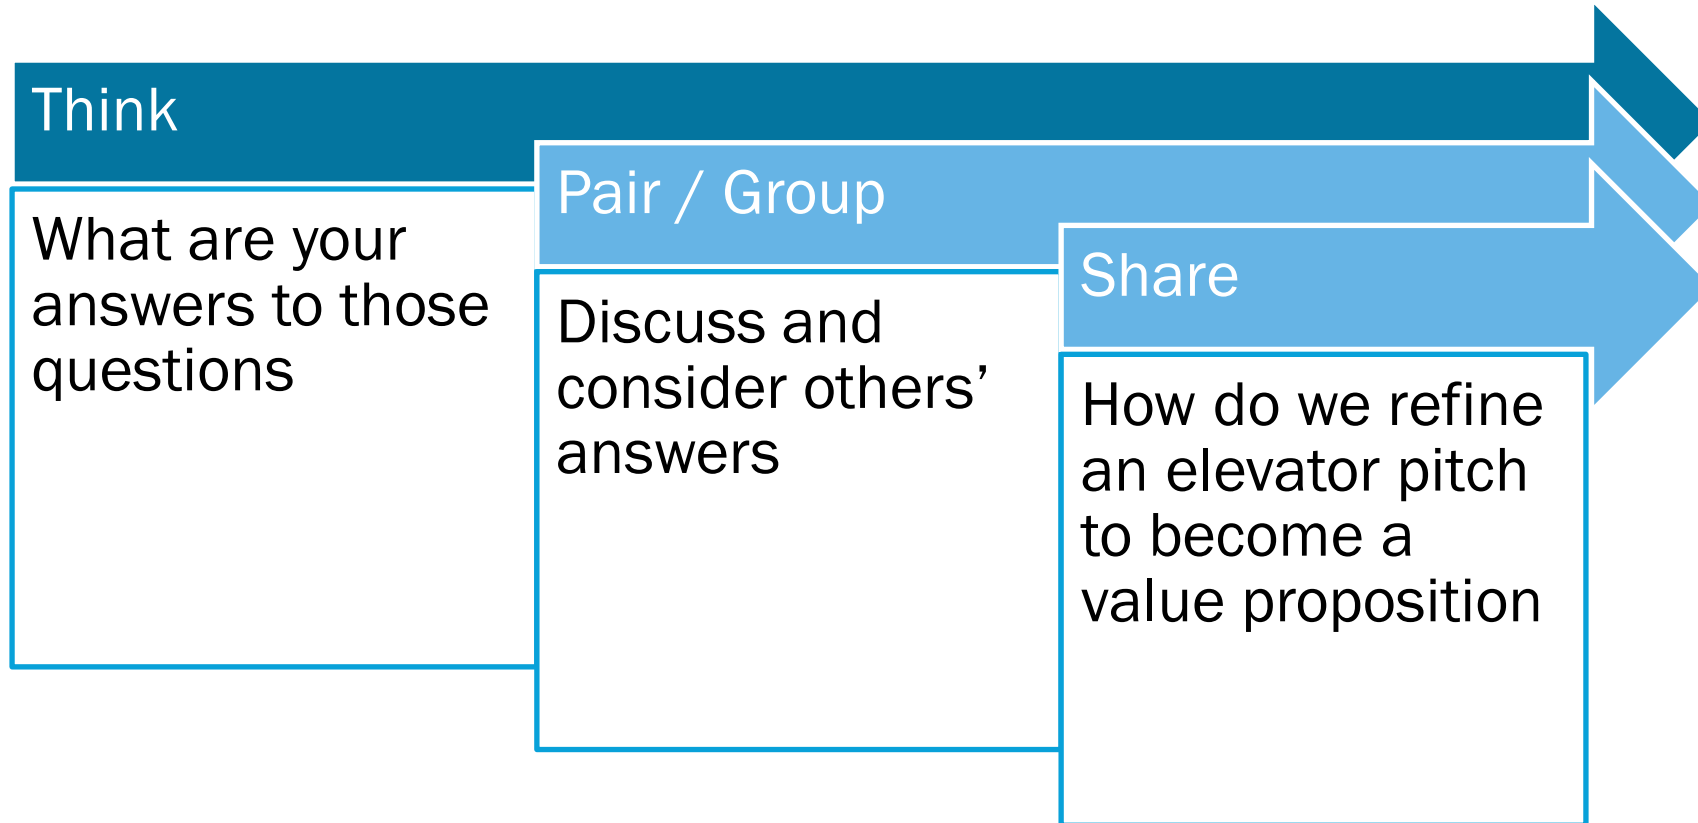 Think
What are your
answers to those
questions
Pair / Group
Discuss and
consider others’
answers
Share
How do we refine
an elevator pitch
to become a
value proposition